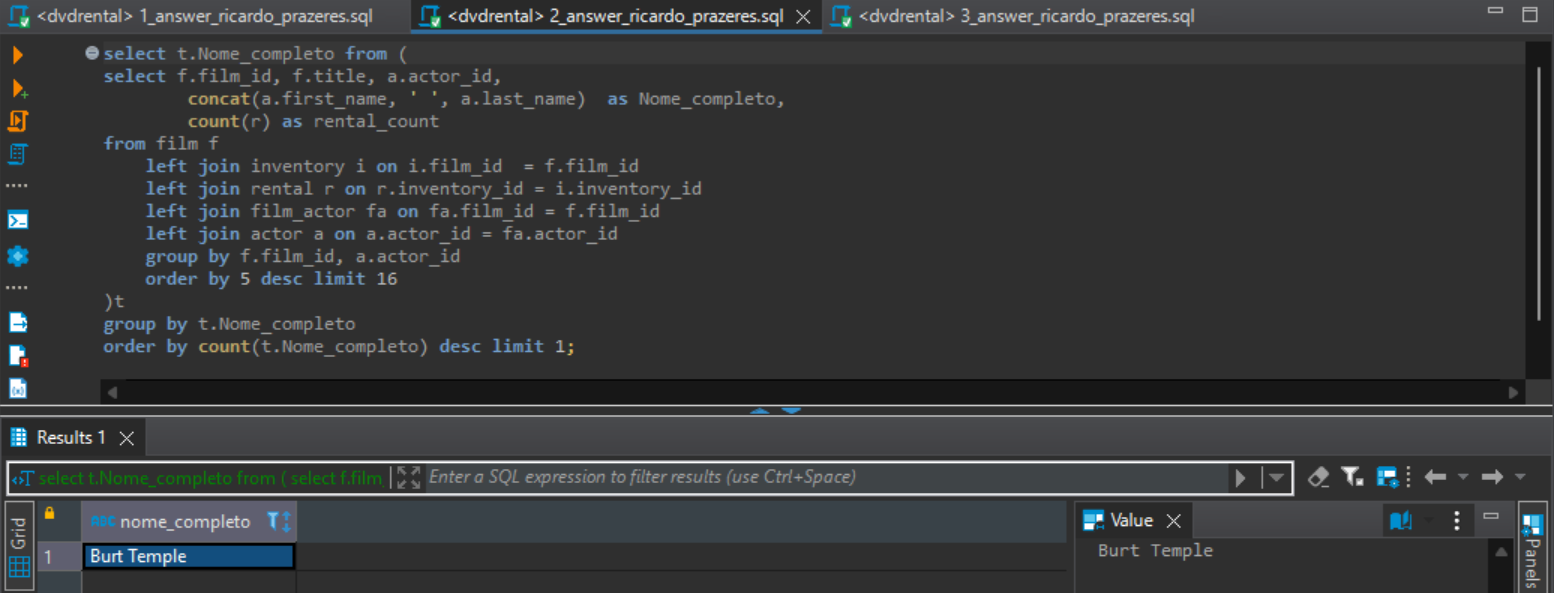 <dvdrental> 1_answer_ricardo_prazeres.sql
<dvdrental> 2_answer_ricardo_prazeres.sql
<dvdrental> 3_answer_ricardo_prazeres.sql
select t.Nome_completo from (
select f.film_id, f.title, a.actor_id,
concat(a.first_name, ' ', a.last_name)  as Nome_completo,
count(r) as rental_count
from film f
left join inventory i on i.film_id  = f.film_id
left join rental r on r.inventory_id = i.inventory_id
left join film_actor fa on fa.film_id = f.film_id
left join actor a on a.actor_id = fa.actor_id
group by f.film_id, a.actor_id
order by 5 desc limit 16
)t
group by t.Nome_completo
order by count(t.Nome_completo) desc limit 1;
Results 1
select t.Nome_completo from ( select f.film_
Enter a SQL expression to filter results (use Ctrl+Space)
Grid
ABC nome_completo
1 Burt Temple
Value
Burt Temple
Panels